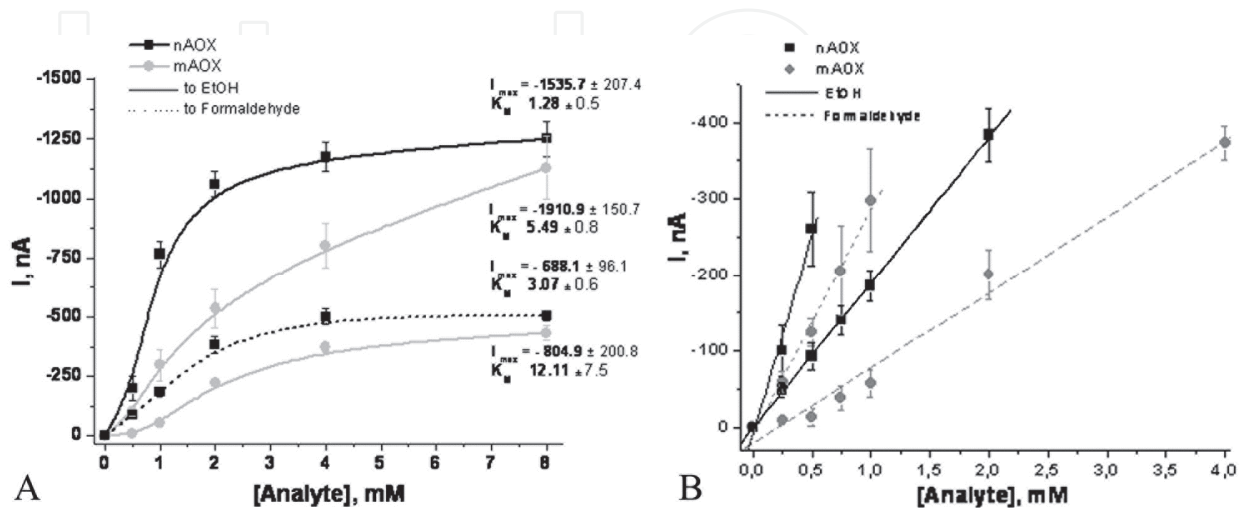 nAOX
mAOX
to EtOH
to Formaldehyde
-1500
-1250
-1000
-750
-500
-250
0
I, nA
I max = -1535.7 ± 207.4
K M 1.28 ± 0.5
I max = -1910.9 ± 150.7
K M 5.49 ± 0.8
I max = - 688.1 ± 96.1
K M 3.07 ± 0.6
I max = - 804.9 ± 200.8
K M 12.11 ± 7.5
0 1 2 3 4 5 6 7 8
[Analyte], mM
A
nAOX
mAOX
EtOH
Formaldehyde
-400
-300
-200
-100
0
I, nA
0,0 0,5 1,0 1,5 2,0 2,5 3,0 3,5 4,0
[Analyte], mM
B